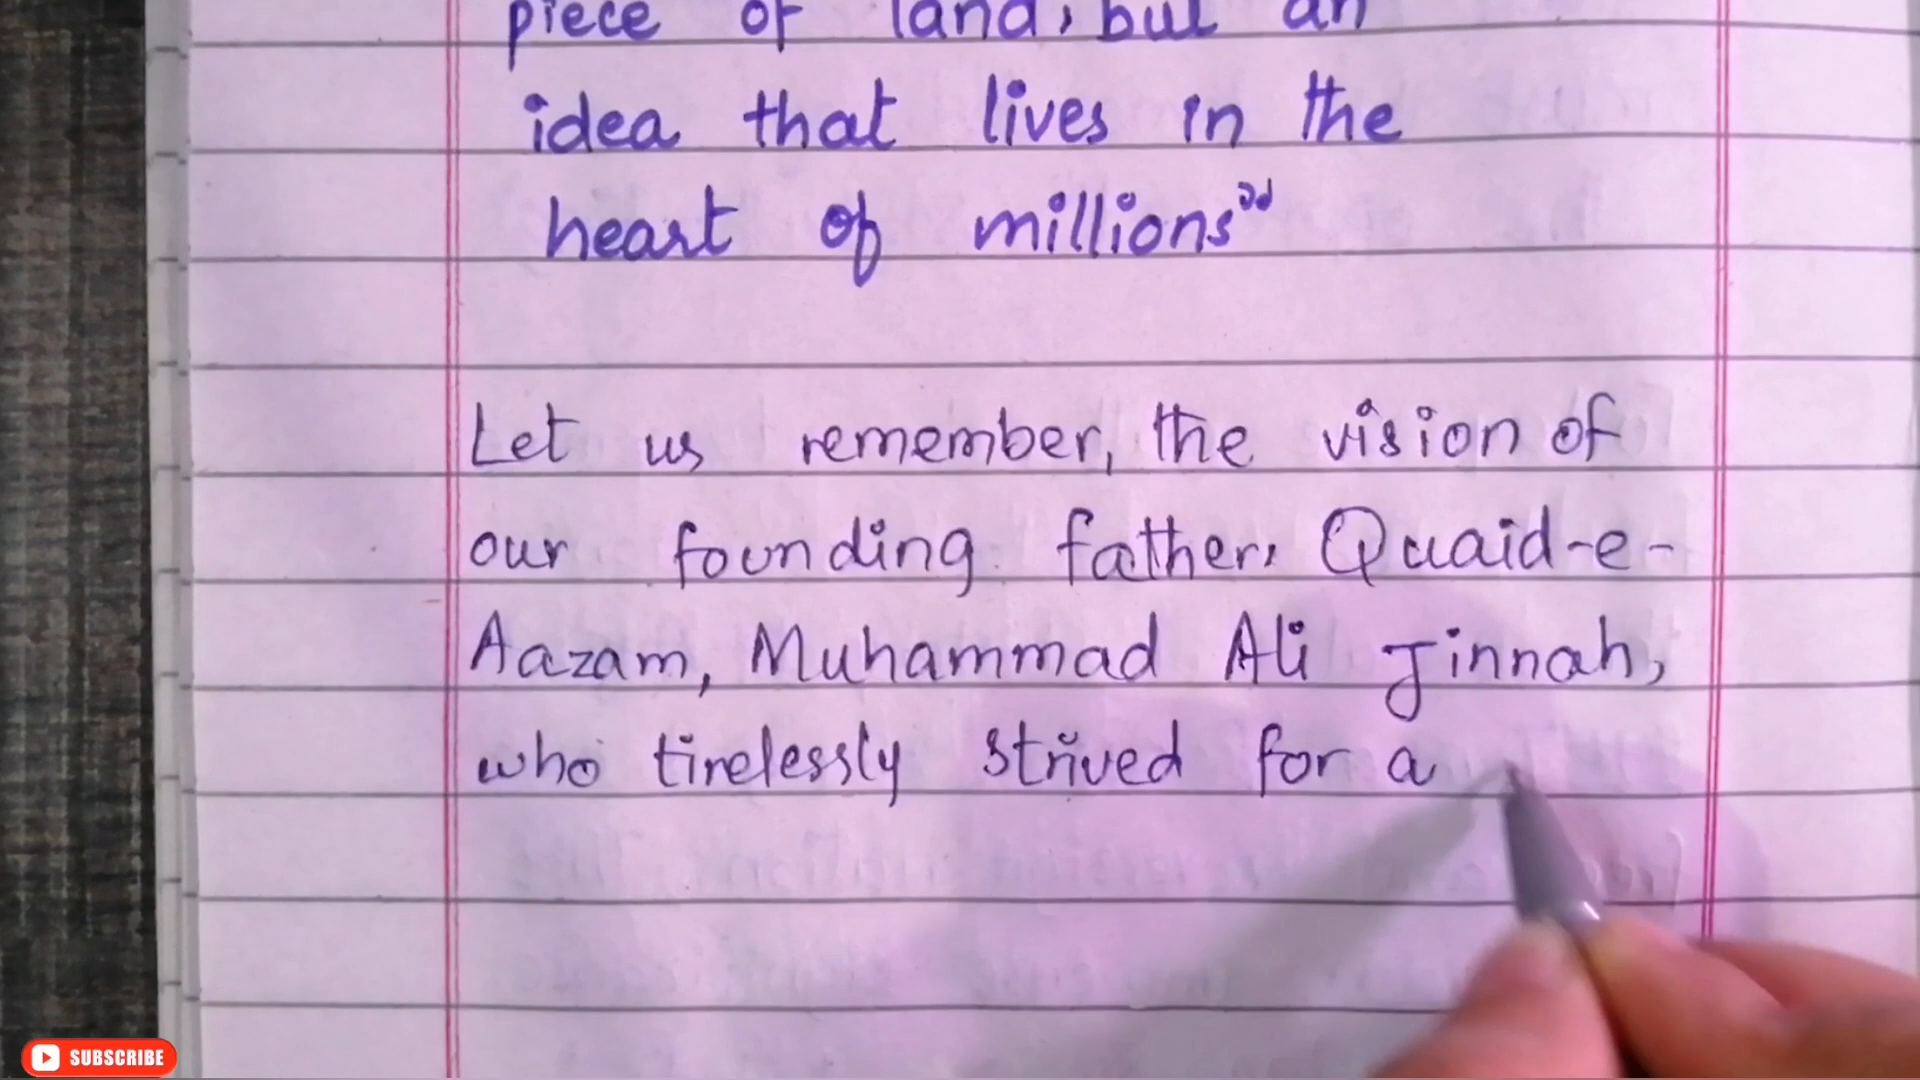 piece of land, but an
idea that lives in the
heart of millions"
Let us remember, the vision of
our founding father, Quaid-e-
Aazam, Muhammad Ali Jinnah,
who tirelessly strived for a
SUBSCRIBE